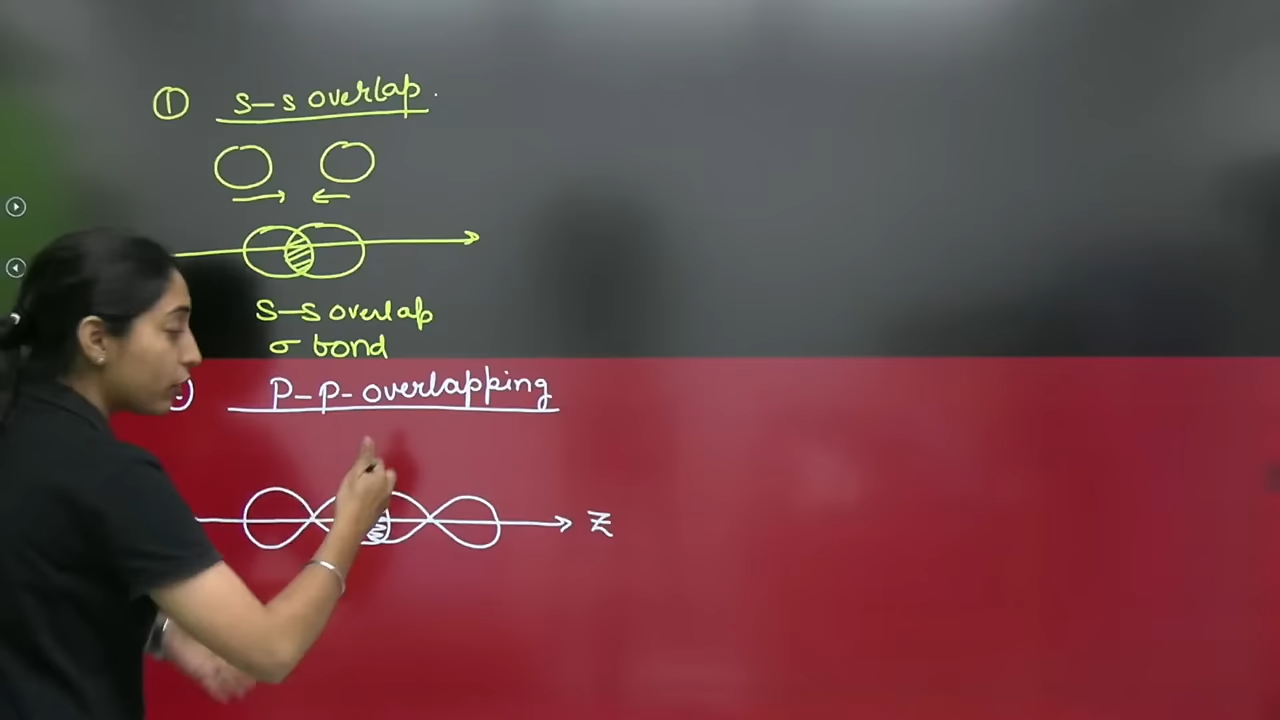 ① s-s overlap.
s-s overlap
σ bond
p-p-overlapping
z